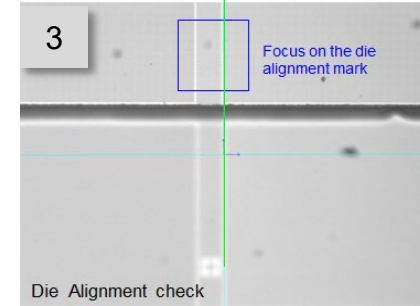 3
Focus on the die
alignment mark
Die Alignment check